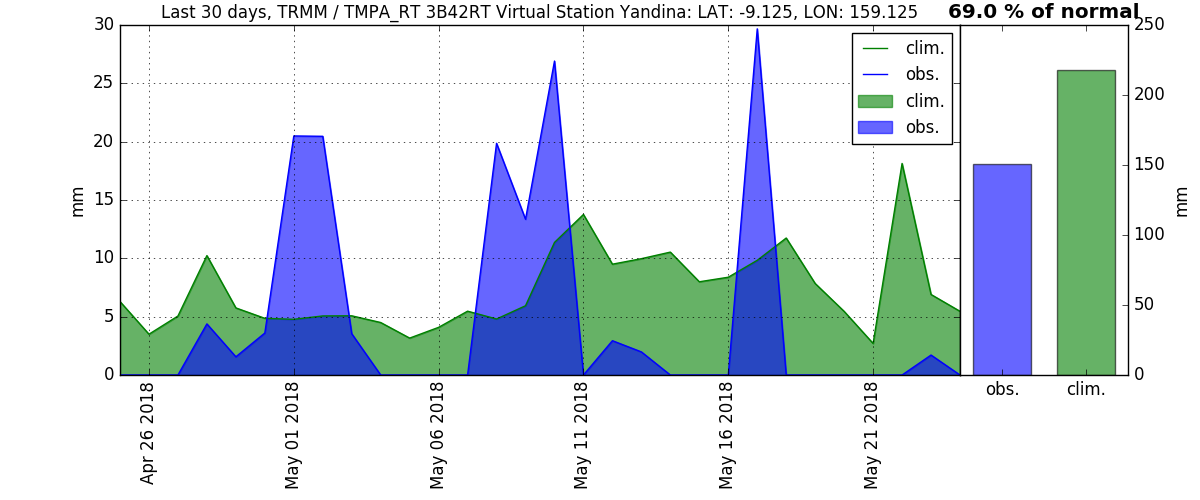 Last 30 days, TRMM / TMPA_RT 3B42RT Virtual Station Yandina: LAT: -9.125, LON: 159.125
69.0 % of normal
30
25
20
15
10
5
0
mm
clim.
obs.
clim.
obs.
Apr 26 2018
May 01 2018
May 06 2018
May 11 2018
May 16 2018
May 21 2018
250
200
150
100
50
0
mm
obs.
clim.